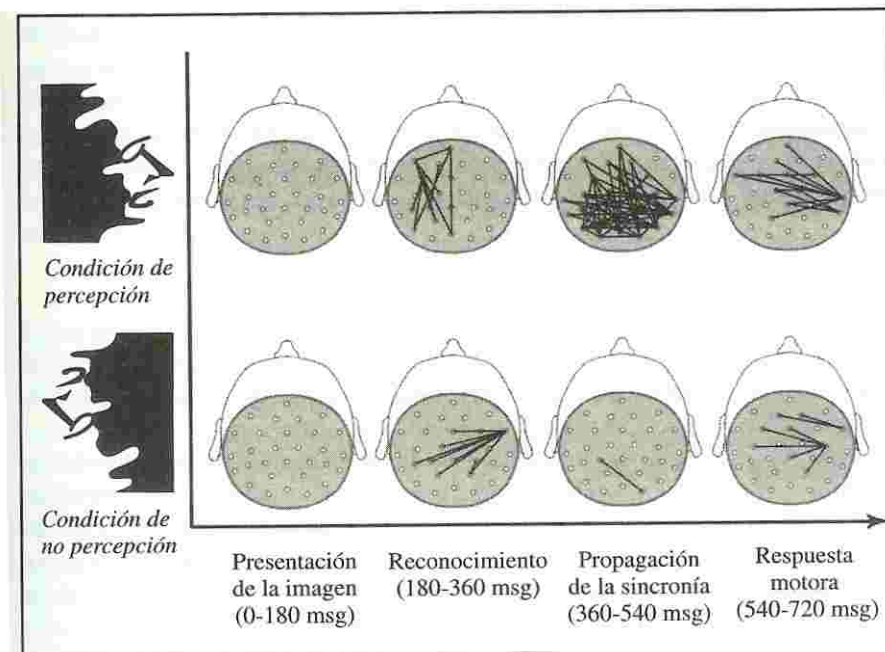 Condición de
percepción
Condición de
no percepción
Presentación
de la imagen
(0-180 msg)
Reconocimiento
(180-360 msg)
Propagación
de la sincronía
(360-540 msg)
Respuesta
motora
(540-720 msg)